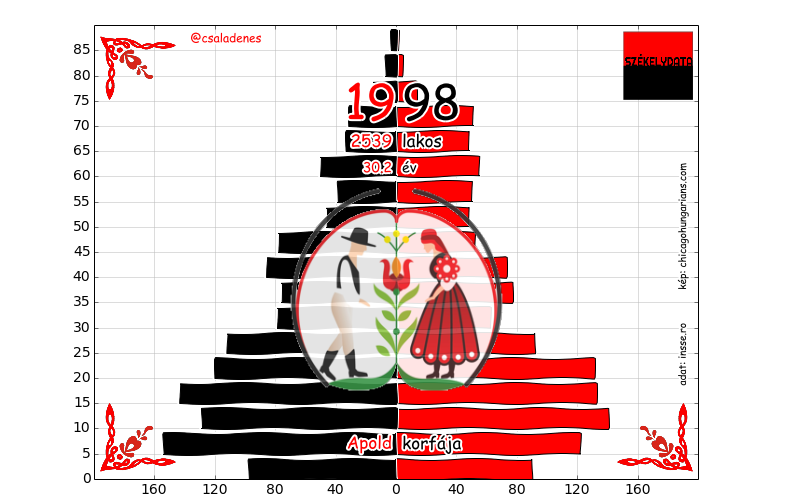 @csaladenes
SZÉKELYDATA
1998
2539 lakos
30.2 év
kép: chicagohungarians.com
adat: insse.ro
Apold korfája
85
80
75
70
65
60
55
50
45
40
35
30
25
20
15
10
5
0
160 120 80 40 0 40 80 120 160